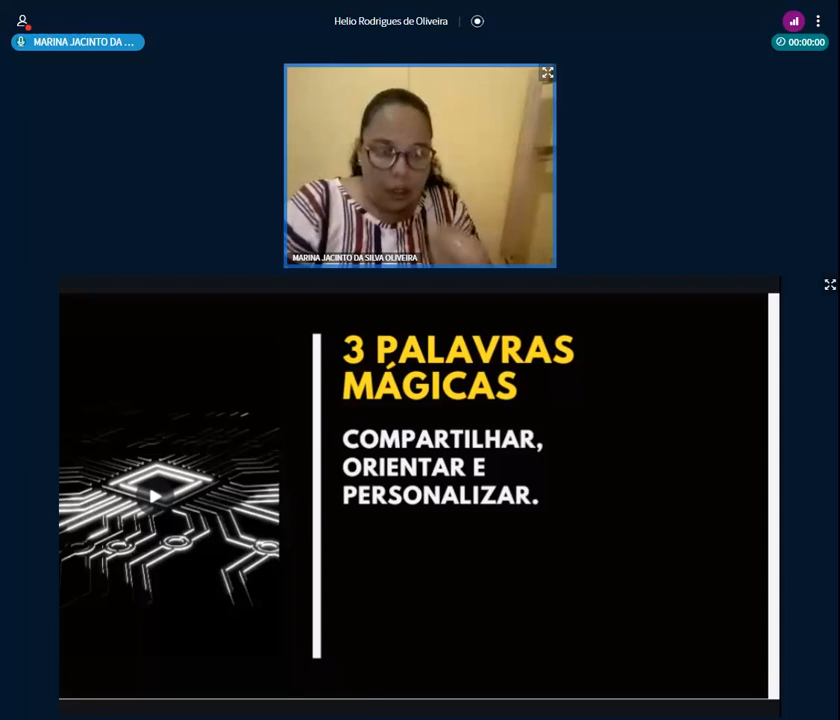 Helio Rodrigues de Oliveira
MARINA JACINTO DA ...
00:00:00
MARINA JACINTO DA SILVA OLIVEIRA
3 PALAVRAS
MÁGICAS
COMPARTILHAR,
ORIENTAR E
PERSONALIZAR.